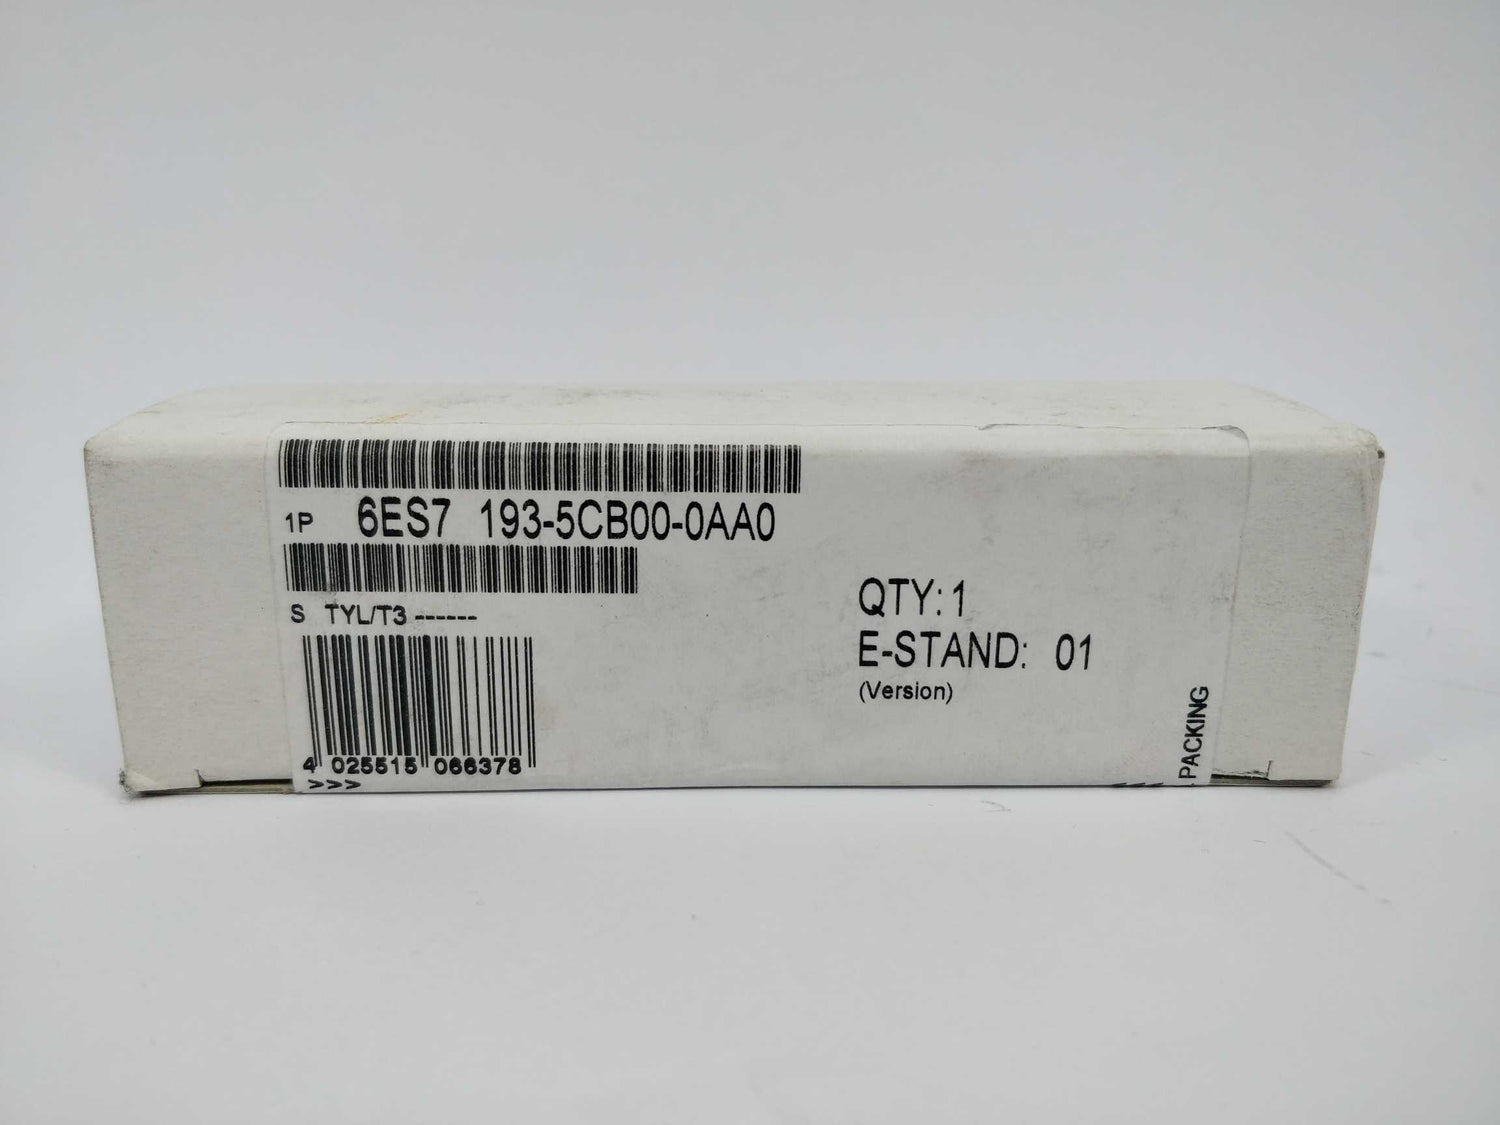 1P 6ES7 193-5CB00-0AA0
S TYL/T3 ------
QTY: 1
E-STAND: 01
(Version)
4 025515 066378
>>>
PACKING